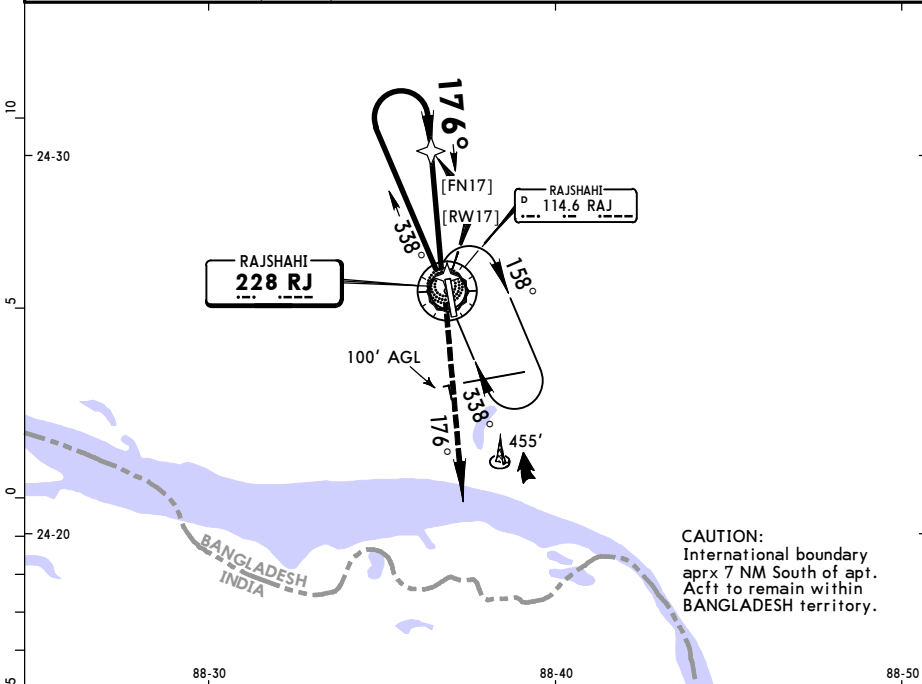 10
24-30
176°
[FN17]
[RW17]
RAJSHAHI
D 114.6 RAJ
338°
RAJSHAHI
228 RJ
158°
5
100' AGL
338°
176°
455'
0
24-20
BANGLADESH
INDIA
CAUTION:
International boundary
aprx 7 NM South of apt.
Acft to remain within
BANGLADESH territory.
5
88-30
88-40
88-50